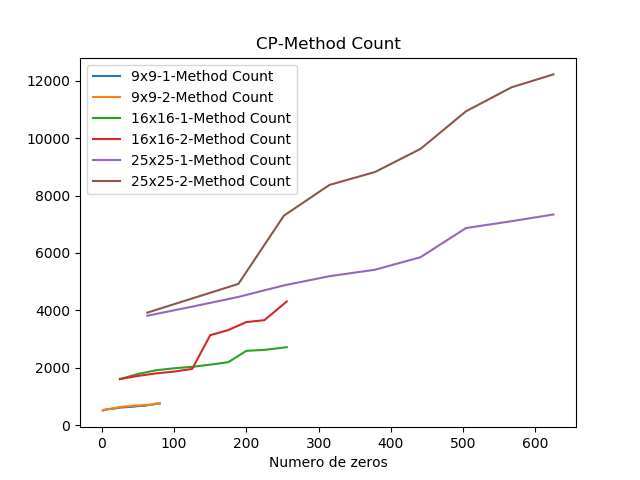 CP-Method Count
9x9-1-Method Count
9x9-2-Method Count
16x16-1-Method Count
16x16-2-Method Count
25x25-1-Method Count
25x25-2-Method Count
12000
10000
8000
6000
4000
2000
0
0 100 200 300 400 500 600
Numero de zeros